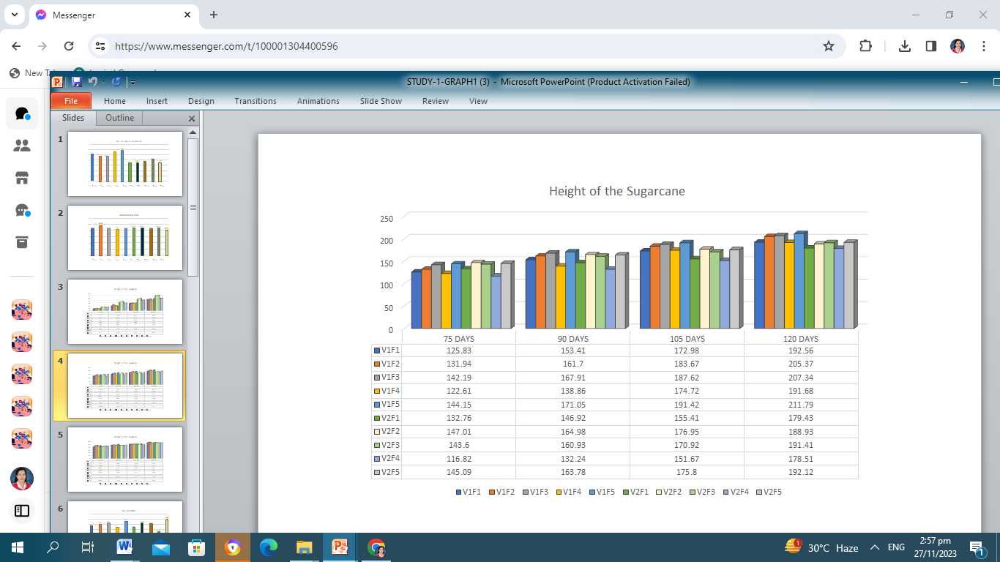 Messenger
https://www.messenger.com/t/100001304400596
New Ta
STUDY-1-GRAPH1 (3) - Microsoft PowerPoint (Product Activation Failed)
File Home Insert Design Transitions Animations Slide Show Review View
Slides Outline
1
2
3
4
5
6
Height of the Sugarcane
250
200
150
100
50
0
75 DAYS 90 DAYS 105 DAYS 120 DAYS
V1F1 125.83 153.41 172.98 192.56
V1F2 131.94 161.7 183.67 205.37
V1F3 142.19 167.91 187.62 207.34
V1F4 122.61 138.86 174.72 191.68
V1F5 144.15 171.05 191.42 211.79
V2F1 132.76 146.92 155.41 179.43
V2F2 147.01 164.98 176.95 188.93
V2F3 143.6 160.93 170.92 191.41
V2F4 116.82 132.24 151.67 178.51
V2F5 145.09 163.78 175.8 192.12
V1F1 V1F2 V1F3 V1F4 V1F5 V2F1 V2F2 V2F3 V2F4 V2F5
30°C Haze ENG 2:57 pm
27/11/2023